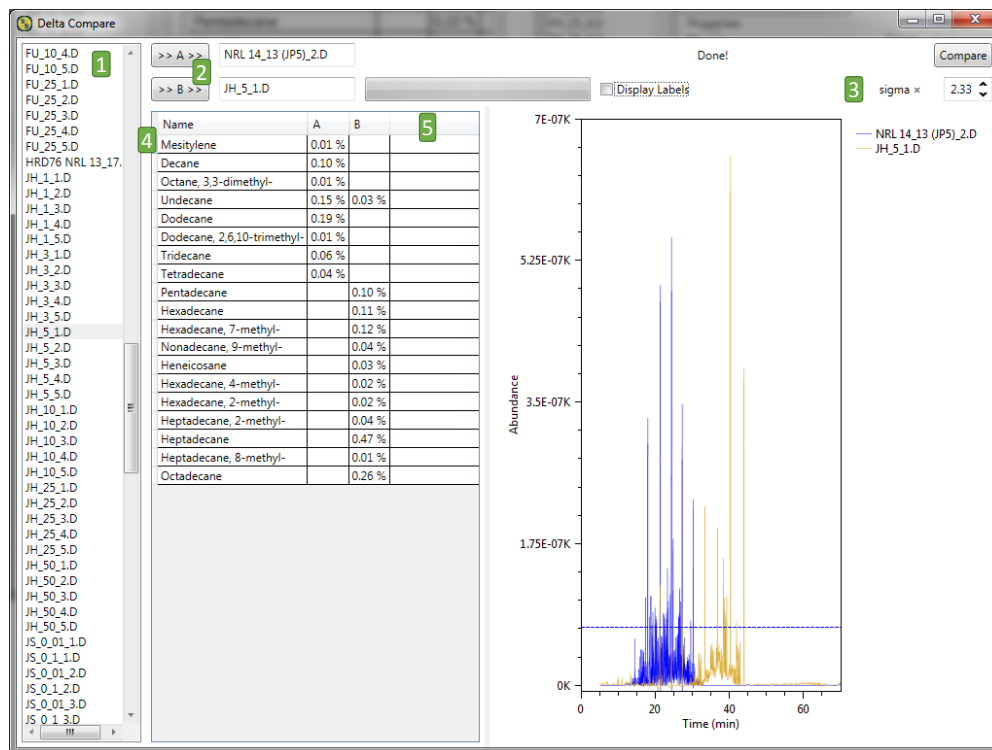 Delta Compare
FU_10_4.D
FU_10_5.D
FU_25_1.D
FU_25_2.D
FU_25_3.D
FU_25_4.D
FU_25_5.D
HRD76 NRL 13_17.
JH_1_1.D
JH_1_2.D
JH_1_3.D
JH_1_4.D
JH_1_5.D
JH_3_1.D
JH_3_2.D
JH_3_3.D
JH_3_4.D
JH_3_5.D
JH_5_1.D
JH_5_2.D
JH_5_3.D
JH_5_4.D
JH_5_5.D
JH_10_1.D
JH_10_2.D
JH_10_3.D
JH_10_4.D
JH_10_5.D
JH_25_1.D
JH_25_2.D
JH_25_3.D
JH_25_4.D
JH_25_5.D
JH_50_1.D
JH_50_2.D
JH_50_3.D
JH_50_4.D
JH_50_5.D
JS_0_01_1.D
JS_0_1_1.D
JS_0_01_2.D
JS_0_1_2.D
JS_0_01_3.D
JS_0_1_3.D
1
>> A >> NRL 14_13 (JP5)_2.D Done! Compare
2
>> B >> JH_5_1.D Display Labels 3 sigma × 2.33
4 Name A B 5
Mesitylene 0.01 %
Decane 0.10 %
Octane, 3,3-dimethyl- 0.01 %
Undecane 0.15 % 0.03 %
Dodecane 0.19 %
Dodecane, 2,6,10-trimethyl- 0.01 %
Tridecane 0.06 %
Tetradecane 0.04 %
Pentadecane 0.10 %
Hexadecane 0.11 %
Hexadecane, 7-methyl- 0.12 %
Nonadecane, 9-methyl- 0.04 %
Heneicosane 0.03 %
Hexadecane, 4-methyl- 0.02 %
Hexadecane, 2-methyl- 0.02 %
Heptadecane, 2-methyl- 0.04 %
Heptadecane 0.47 %
Heptadecane, 8-methyl- 0.01 %
Octadecane 0.26 %
7E-07K
5.25E-07K
3.5E-07K
1.75E-07K
0K
Abundance
0 20 40 60
Time (min)
NRL 14_13 (JP5)_2.D
JH_5_1.D